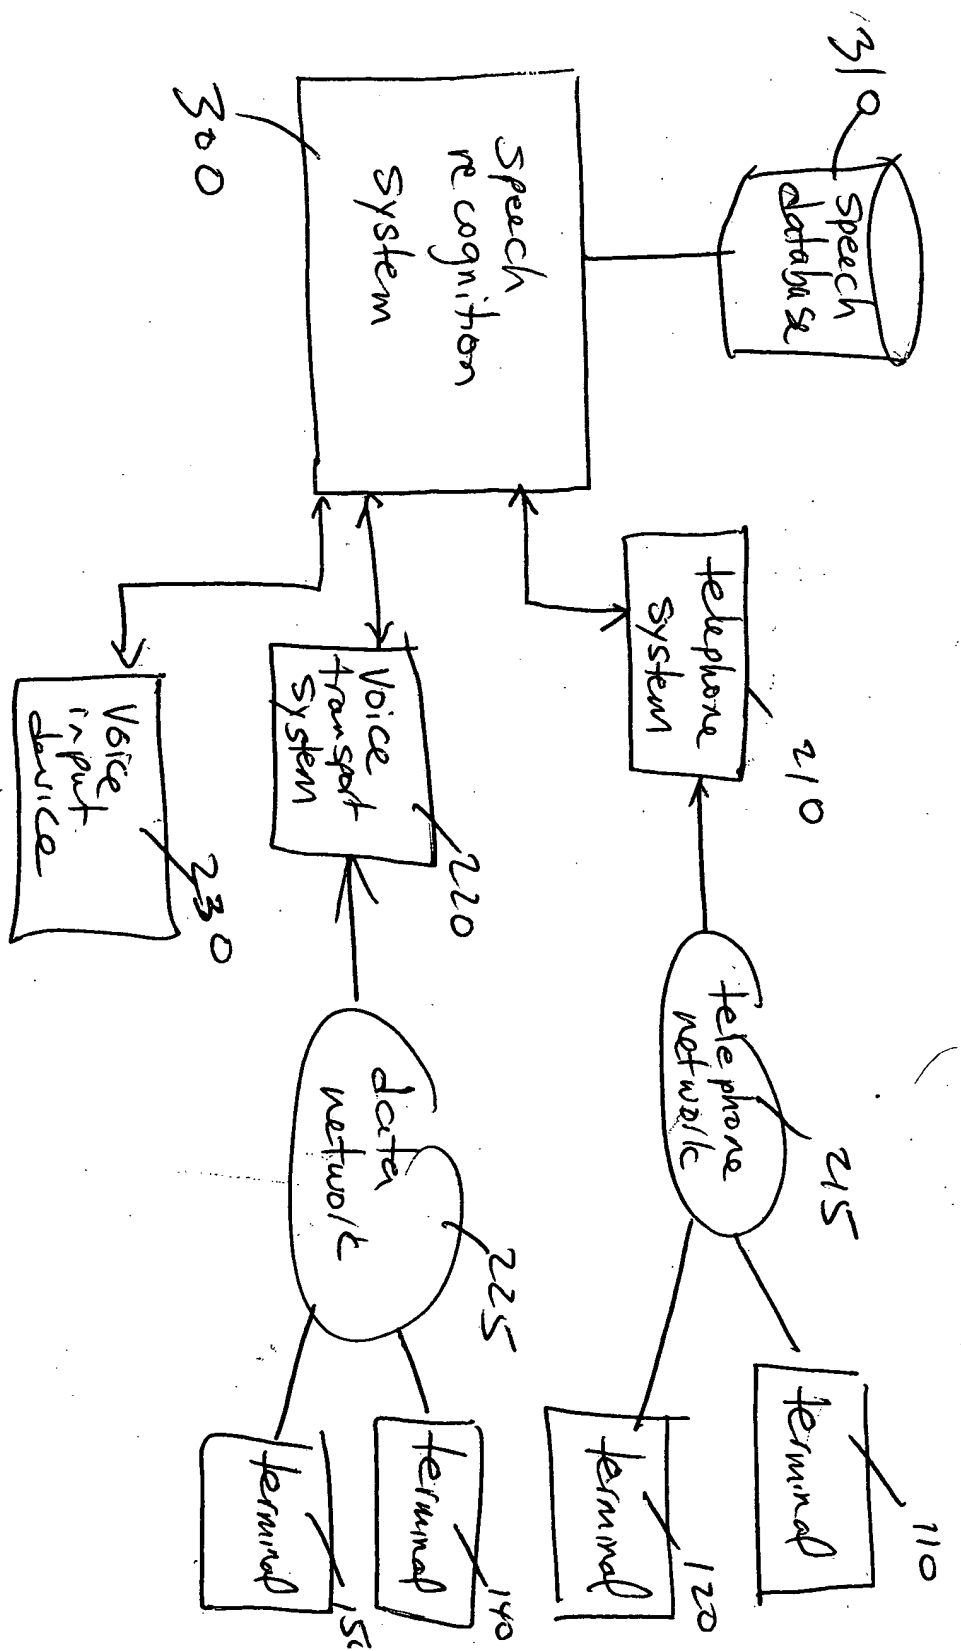 310
speech
database
speech
recognition
system
300
telephone
system
210
telephone
network
215
terminal
110
terminal
120
Voice
transport
system
220
data
network
225
terminal
140
terminal
Voice
input
device
230